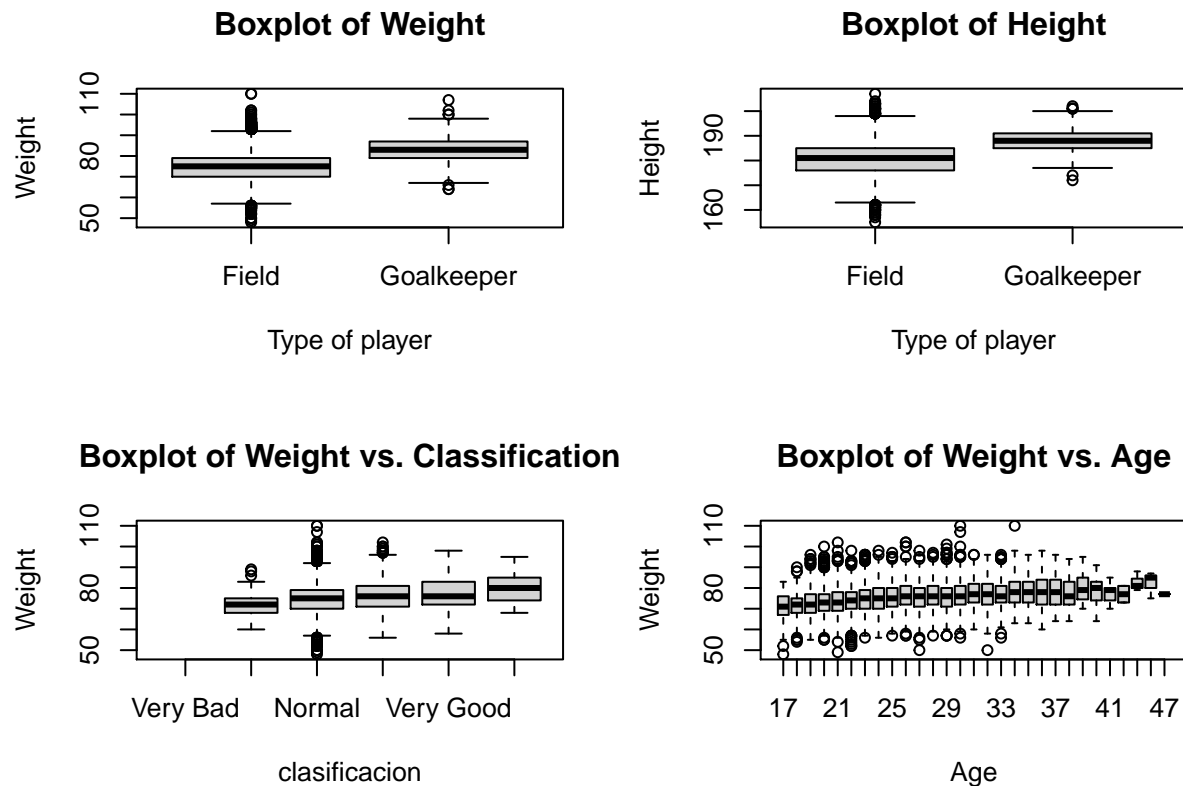 Boxplot of Weight
Weight
110
80
50
Field Goalkeeper
Type of player
Boxplot of Height
Height
190
160
Field Goalkeeper
Type of player
Boxplot of Weight vs. Classification
Weight
110
80
50
Very Bad Normal Very Good
clasificacion
Boxplot of Weight vs. Age
Weight
110
80
50
17 21 25 29 33 37 41 47
Age